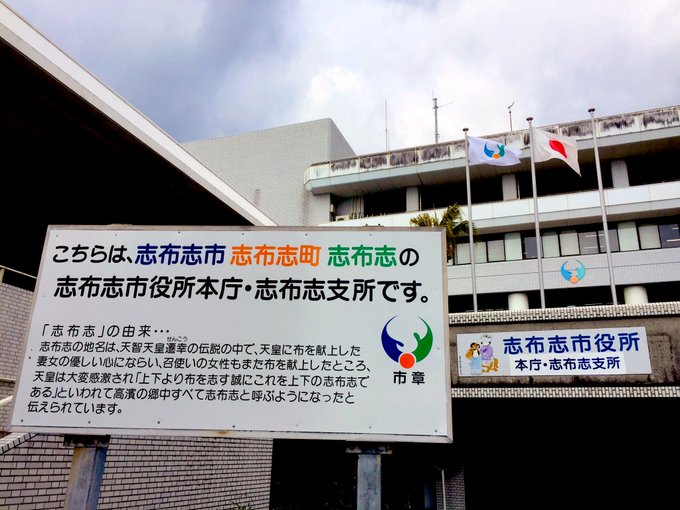 こちらは、志布志市 志布志町 志布志の
志布志市役所本庁・志布志支所です。
「志布志」の由来・・・
せんこう
志布志の地名は、天智天皇遷幸の伝説の中で、天皇に布を献上した
妻女の優しい心にならい、召使いの女性もまた布を献上したところ、
天皇は大変感激され「上下より布を志す誠にこれを上下の志布志で
ある」といわれて高濱の郷中すべて志布志と呼ぶようになったと
伝えられています。
市章
志布志市役所
本庁・志布志支所